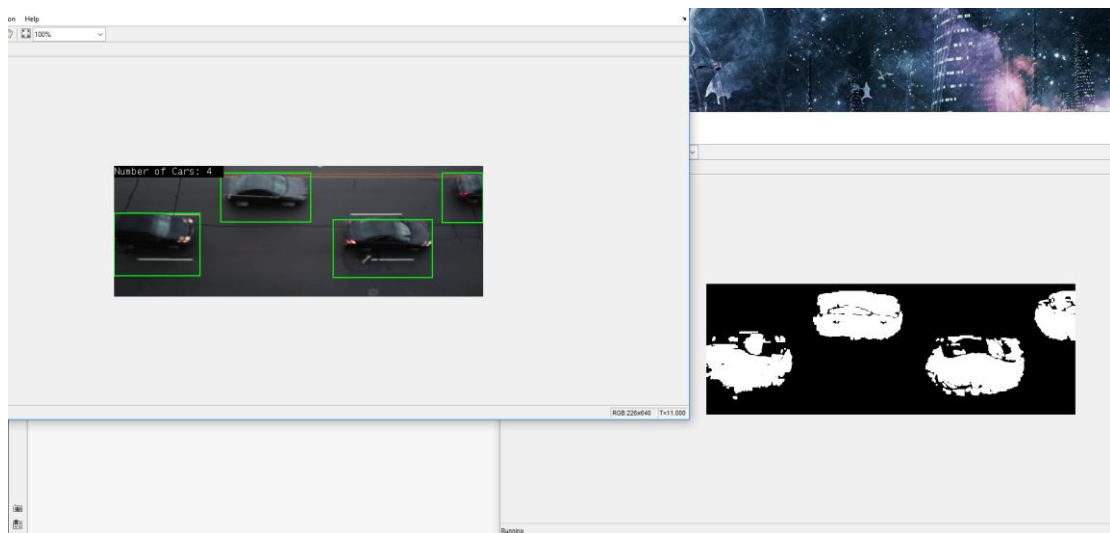 on Help
100%
Number of Cars: 4
RGB:226x640 T=11.000
Running